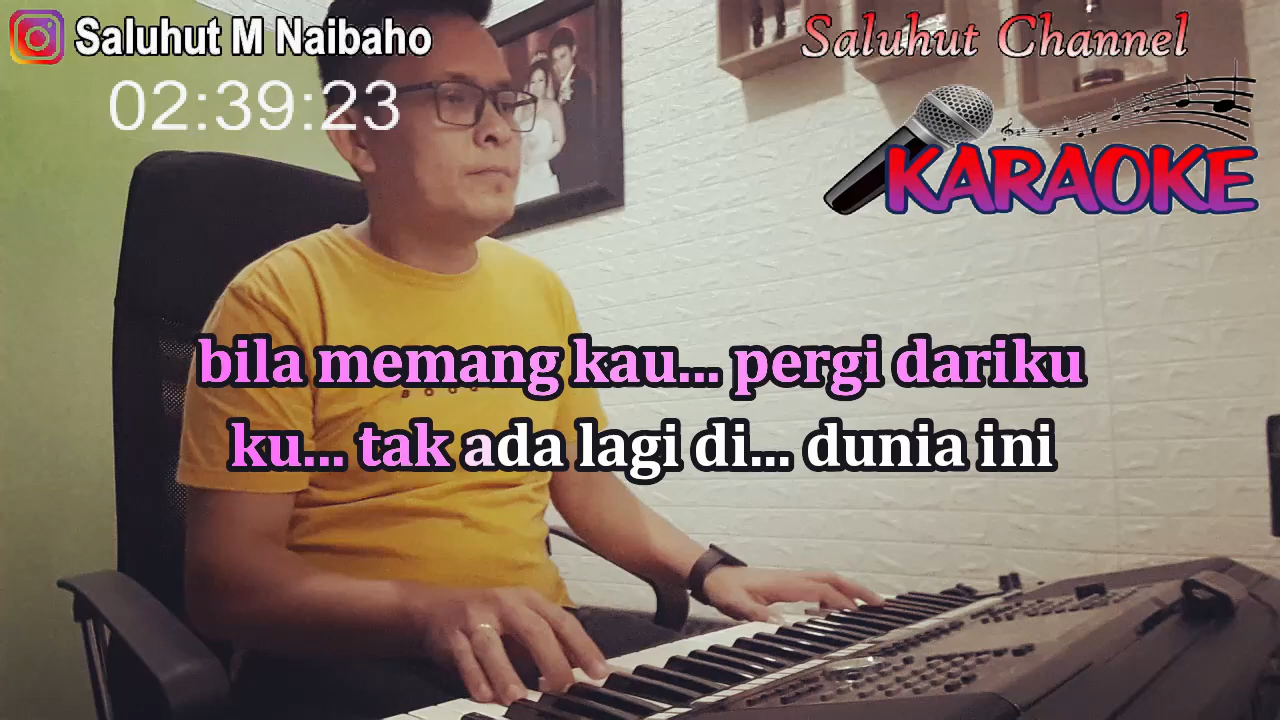 Saluhut M Naibaho
Saluhut Channel
02:39:23
KARAOKE
bila memang kau... pergi dariku
ku... tak ada lagi di... dunia ini